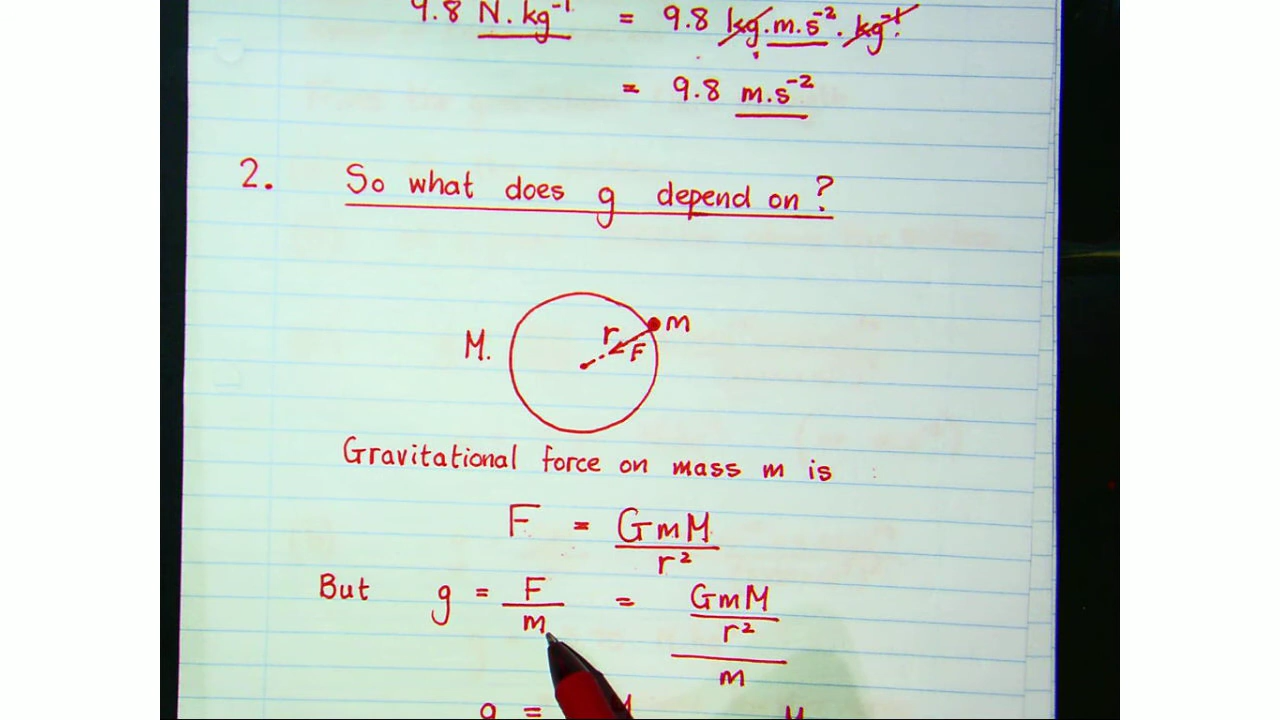 9.8 N.kg⁻¹ = 9.8 kg.m.s⁻².kg⁻¹
= 9.8 m.s⁻²
2. So what does g depend on?
M. r F m
Gravitational force on mass m is :
F = GmM/r²
But g = F/m = GmM/r²/m
g =